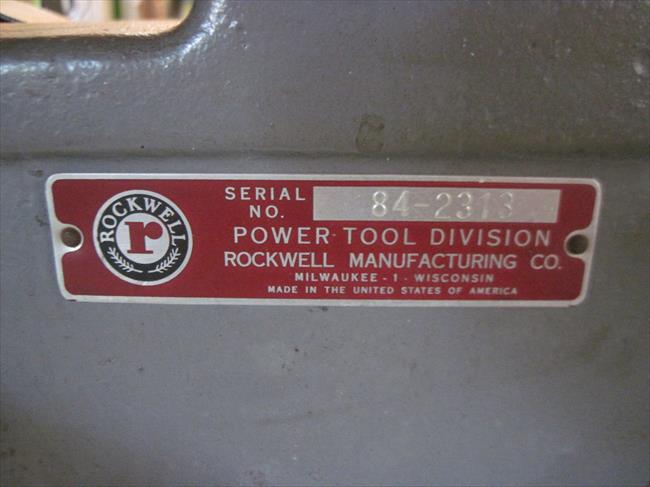 ROCKWELL
r
SERIAL
NO. 84-2313
POWER TOOL DIVISION
ROCKWELL MANUFACTURING CO.
MILWAUKEE - 1 - WISCONSIN
MADE IN THE UNITED STATES OF AMERICA